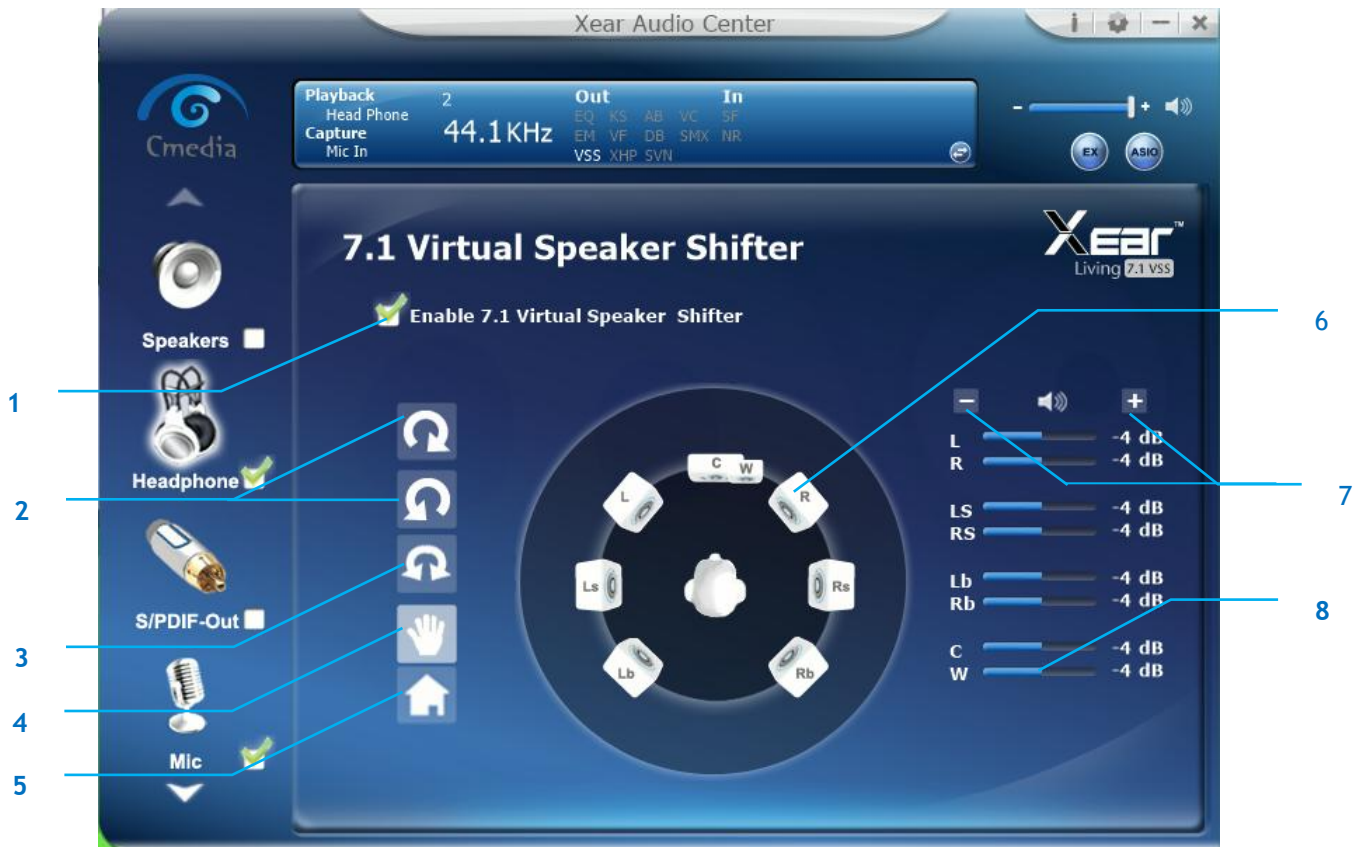 Xear Audio Center
i
Cmedia
Playback 2 Out In
Head Phone EQ KS AB VC SF
Capture 44.1KHz EM VF DB SMX NR
Mic In VSS XHP SVN
- +
EX ASIO
7.1 Virtual Speaker Shifter
Xear™
Living 7.1 VSS
Enable 7.1 Virtual Speaker Shifter
Speakers
Headphone
S/PDIF-Out
Mic
1
2
3
4
5
C W
L R
Ls Rs
Lb Rb
6
7
8
- +
L -4 dB
R -4 dB
LS -4 dB
RS -4 dB
Lb -4 dB
Rb -4 dB
C -4 dB
W -4 dB